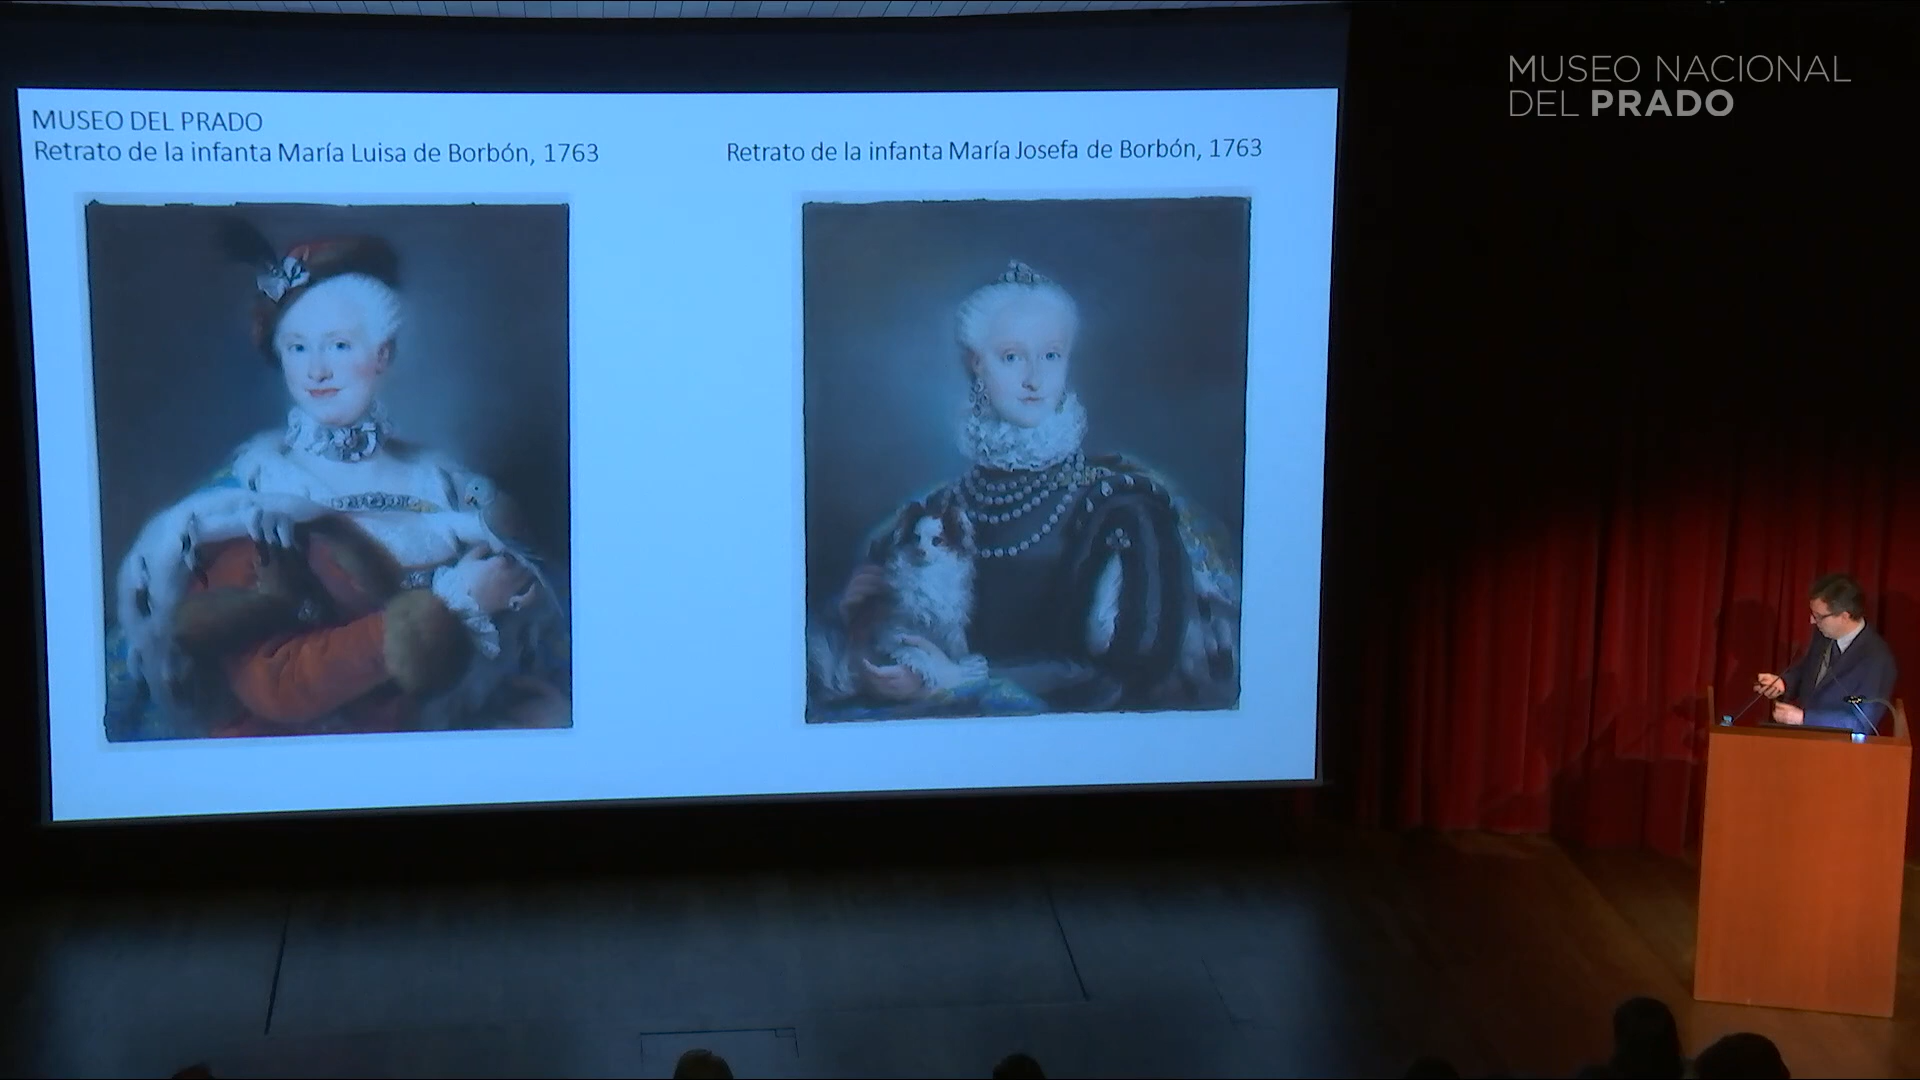 MUSEO NACIONAL
DEL PRADO
MUSEO DEL PRADO
Retrato de la infanta María Luisa de Borbón, 1763
Retrato de la infanta María Josefa de Borbón, 1763